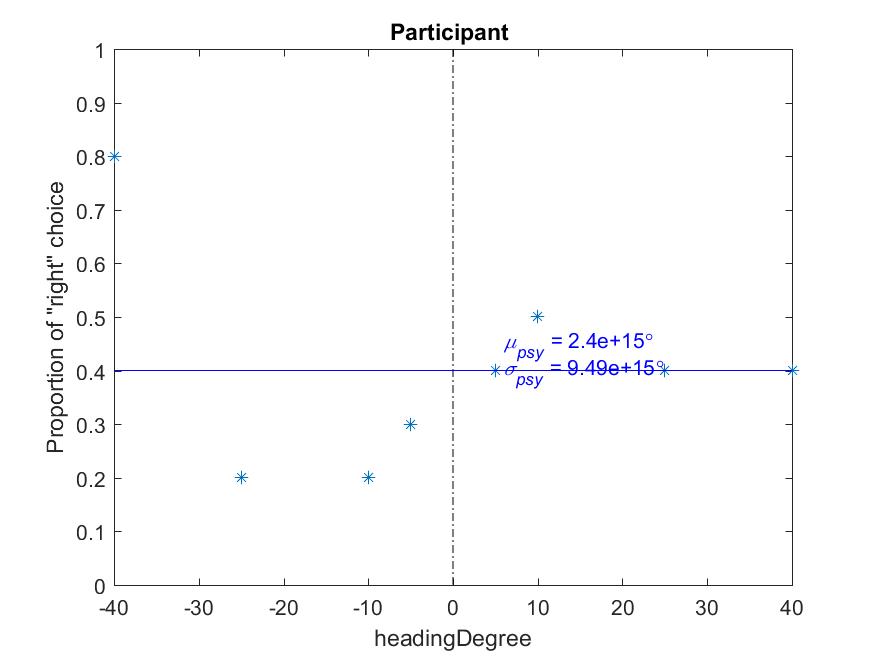 Participant
1
0.9
0.8
0.7
0.6
0.5
0.4
0.3
0.2
0.1
0
Proportion of "right" choice
μpsy = 2.4e+15°
σpsy = 9.49e+15°
-40 -30 -20 -10 0 10 20 30 40
headingDegree